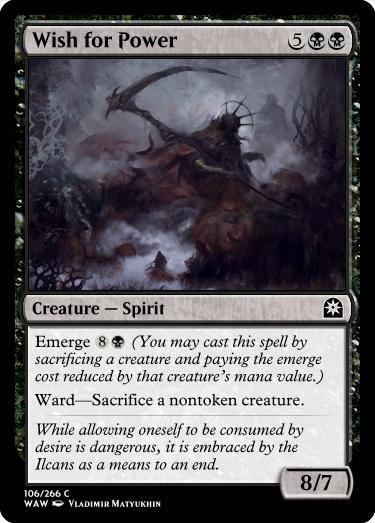 Wish for Power 5
Creature — Spirit
Emerge 8 (You may cast this spell by
sacrificing a creature and paying the emerge
cost reduced by that creature's mana value.)
Ward—Sacrifice a nontoken creature.
While allowing oneself to be consumed by
desire is dangerous, it is embraced by the
Ilcans as a means to an end.
8/7
106/266 C
WAW Vladimir Matyukhin